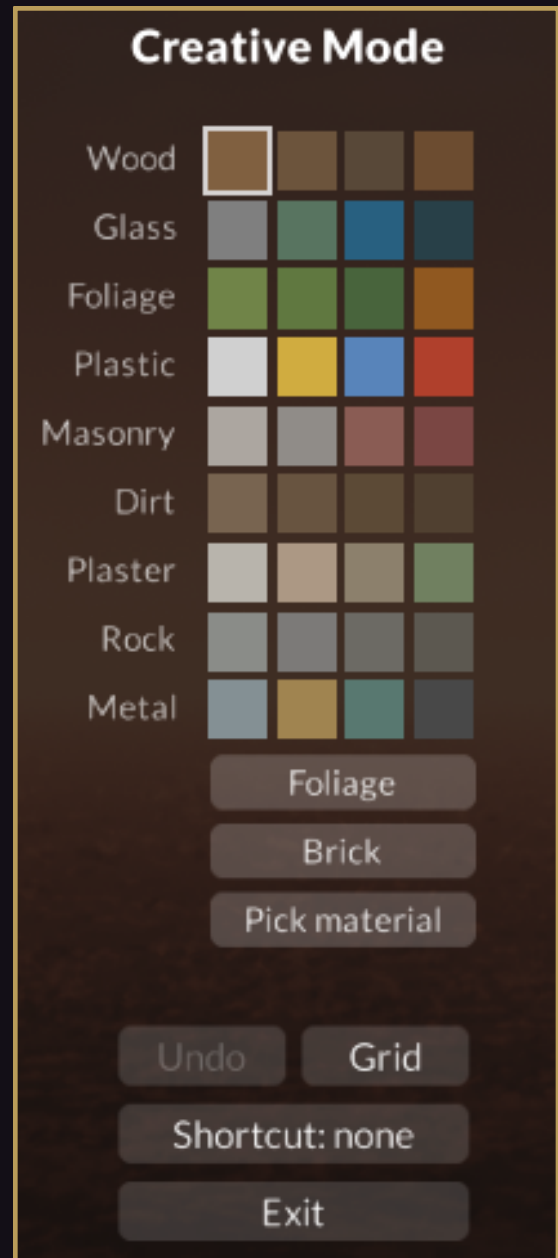 Creative Mode
Wood
Glass
Foliage
Plastic
Masonry
Dirt
Plaster
Rock
Metal
Foliage
Brick
Pick material
Undo Grid
Shortcut: none
Exit